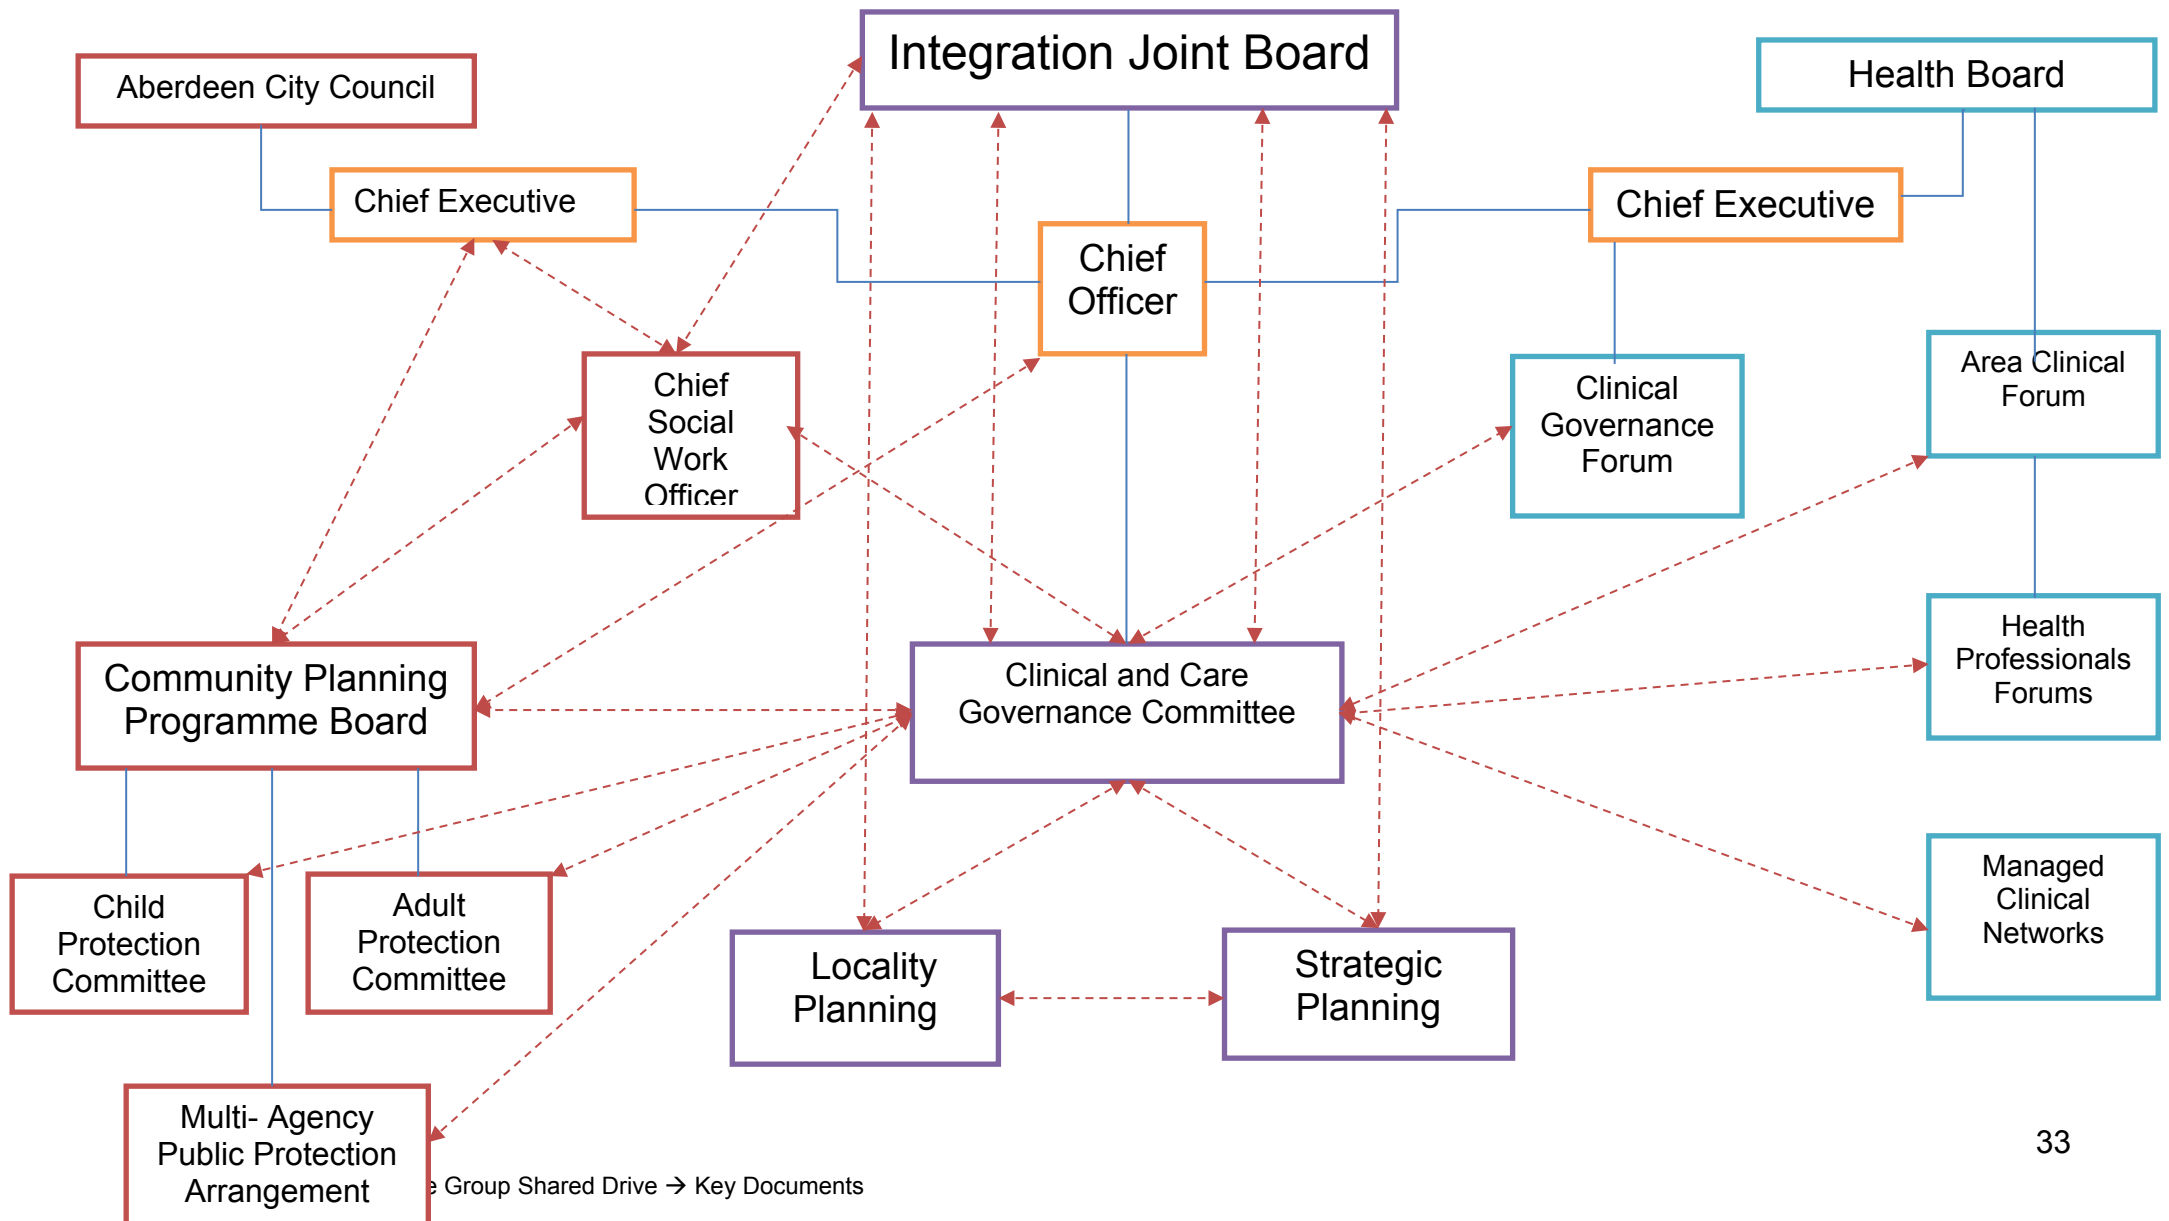 Integration Joint Board
Aberdeen City Council
Health Board
Chief Executive
Chief Executive
Chief
Officer
Chief
Social
Work
Officer
Clinical
Governance
Forum
Area Clinical
Forum
Health
Professionals
Forums
Community Planning
Programme Board
Clinical and Care
Governance Committee
Managed
Clinical
Networks
Child
Protection
Committee
Adult
Protection
Committee
Locality
Planning
Strategic
Planning
Multi- Agency
Public Protection
Arrangement
33
e Group Shared Drive → Key Documents